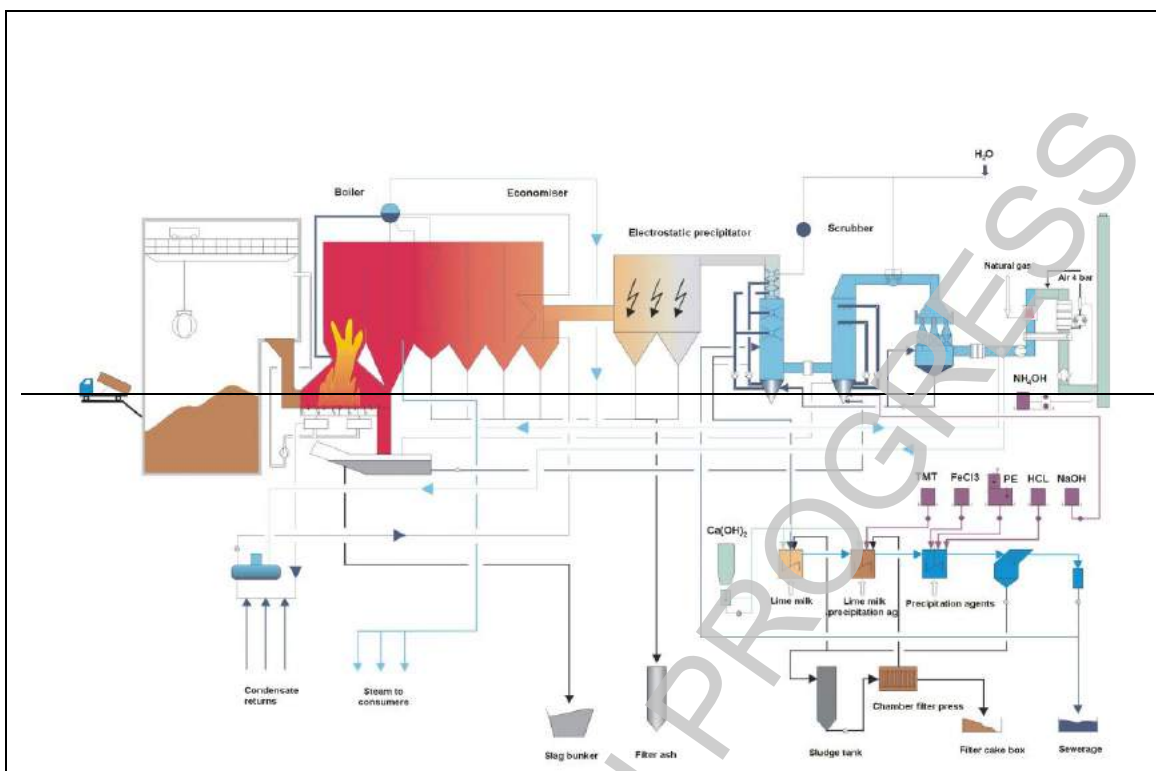 H₂O
Boiler
Economiser
Electrostatic precipitator
Scrubber
Natural gas
Air 4 bar
NH₄OH
TMT
FeCl3
PE
HCL
NaOH
Ca(OH)₂
Lime milk
Lime milk
precipitation ag
Precipitation agents
Condensate
returns
Steam to
consumers
Slag bunker
Filter ash
Sludge tank
Chamber filter press
Filter cake box
Sewerage
PROGRESS